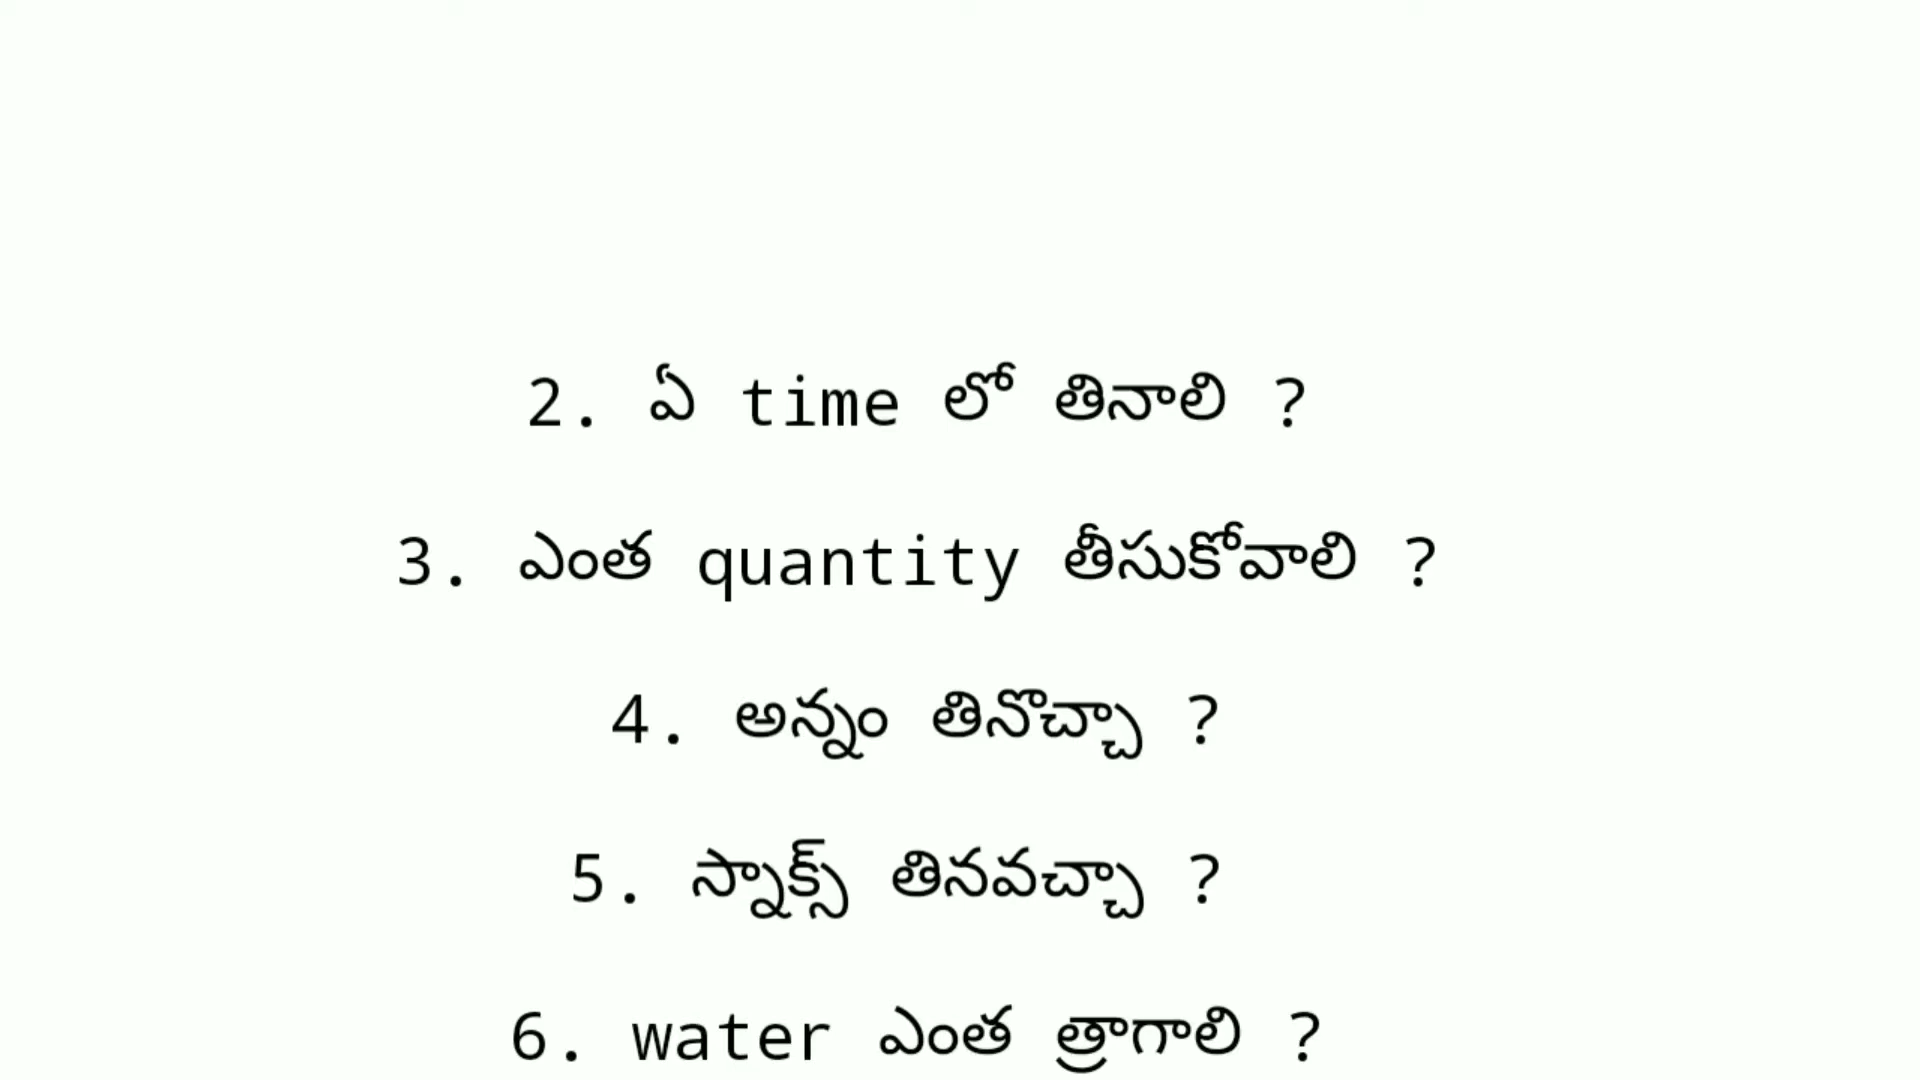 2. ఏ time లో తినాలి ?
3. ఎంత quantity తీసుకోవాలి ?
4. అన్నం తినొచ్చా ?
5. స్నాక్స్ తినవచ్చా ?
6. water ఎంత త్రాగాలి ?